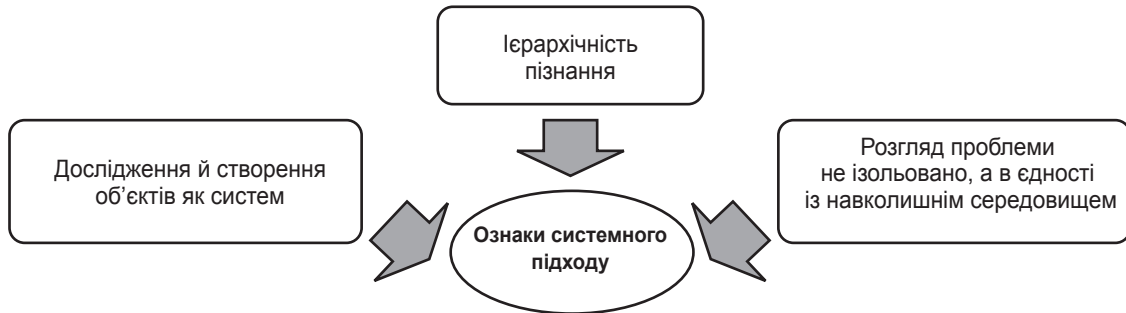 Ієрархічність
пізнання
Дослідження й створення
об’єктів як систем
Розгляд проблеми
не ізольовано, а в єдності
із навколишнім середовищем
Ознаки системного
підходу